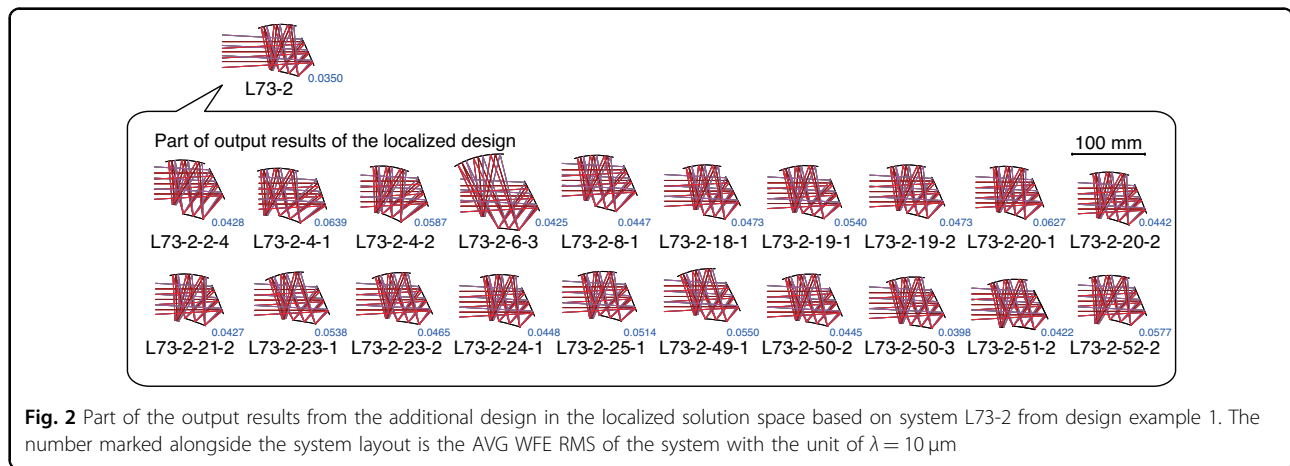 0.0350
L73-2
Part of output results of the localized design
100 mm
0.0428 0.0639 0.0587 0.0425 0.0447 0.0473 0.0540 0.0473 0.0627 0.0442
L73-2-2-4 L73-2-4-1 L73-2-4-2 L73-2-6-3 L73-2-8-1 L73-2-18-1 L73-2-19-1 L73-2-19-2 L73-2-20-1 L73-2-20-2
0.0427 0.0538 0.0465 0.0448 0.0514 0.0550 0.0445 0.0398 0.0422 0.0577
L73-2-21-2 L73-2-23-1 L73-2-23-2 L73-2-24-1 L73-2-25-1 L73-2-49-1 L73-2-50-2 L73-2-50-3 L73-2-51-2 L73-2-52-2
Fig. 2 Part of the output results from the additional design in the localized solution space based on system L73-2 from design example 1. The
number marked alongside the system layout is the AVG WFE RMS of the system with the unit of λ = 10 μm